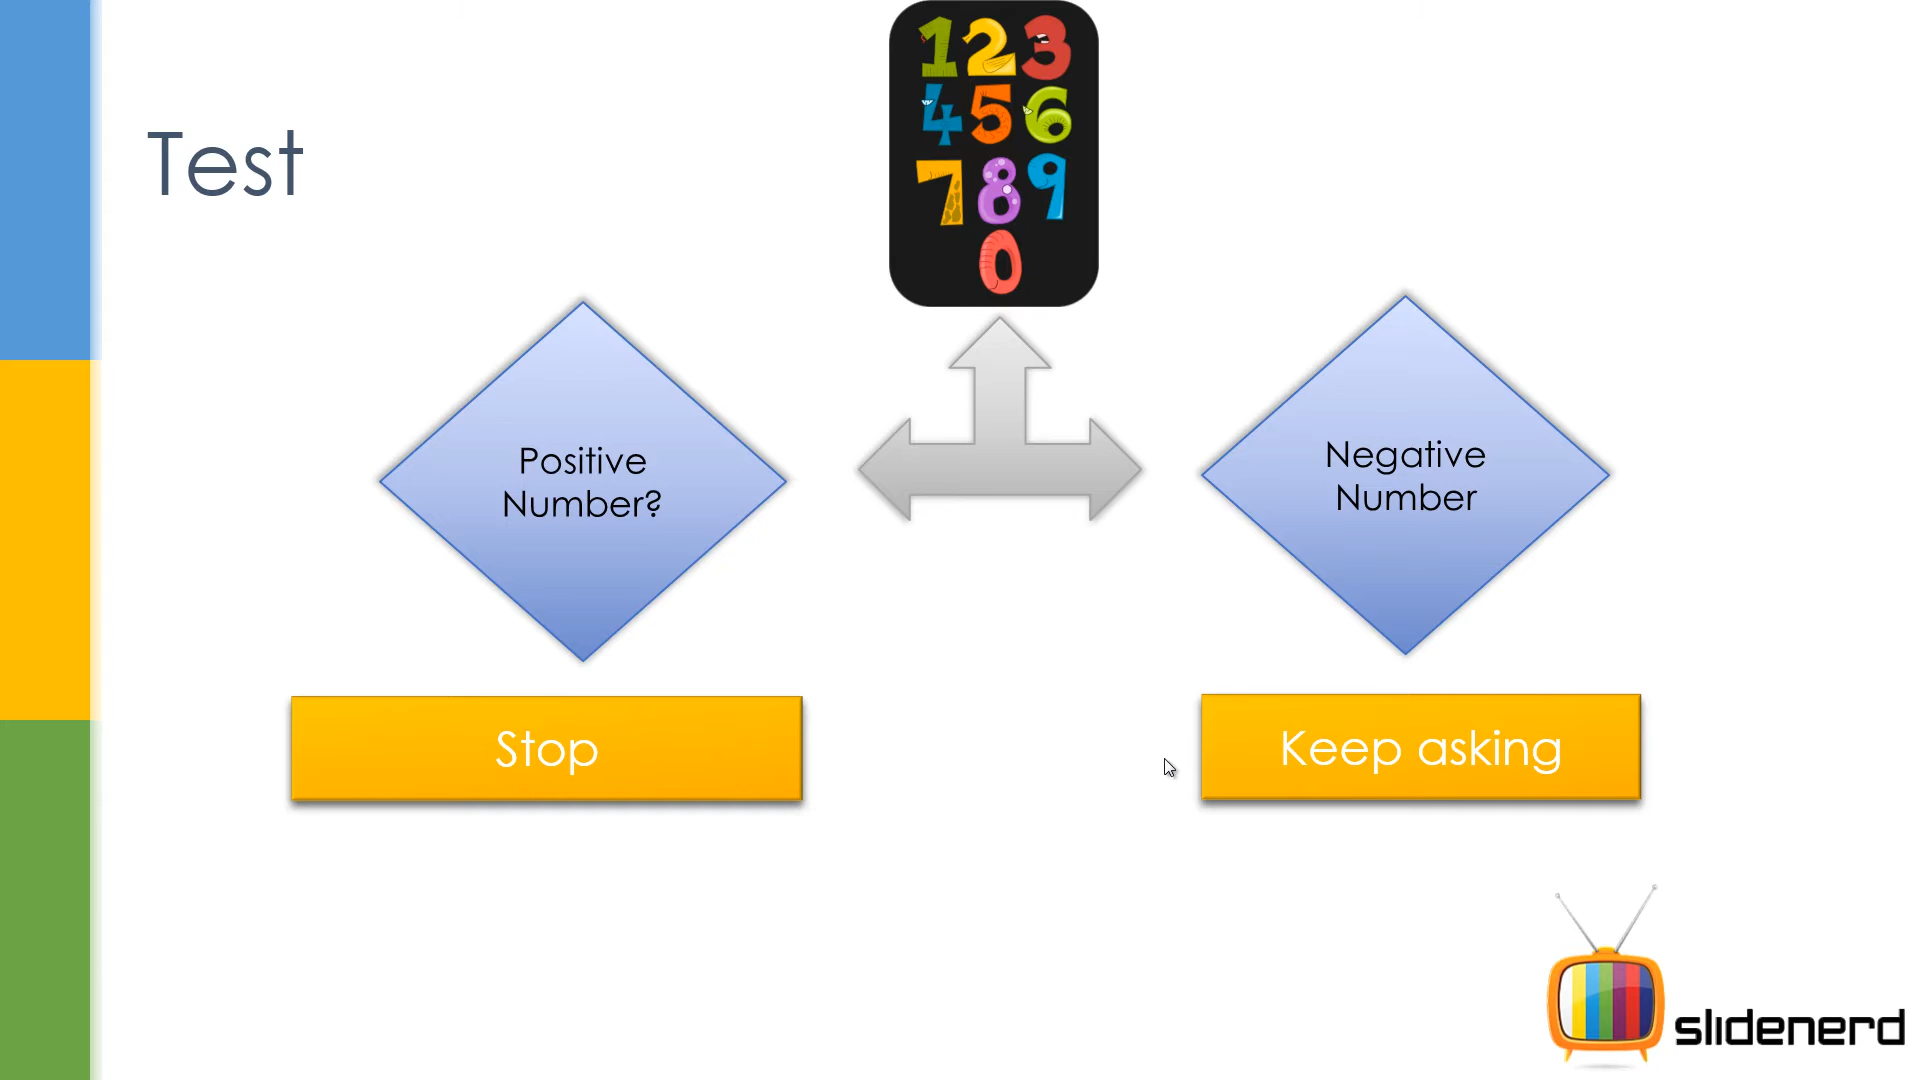 Test
1 2 3
4 5 6
7 8 9
0
Positive
Number?
Negative
Number
Stop
Keep asking
slidenerd